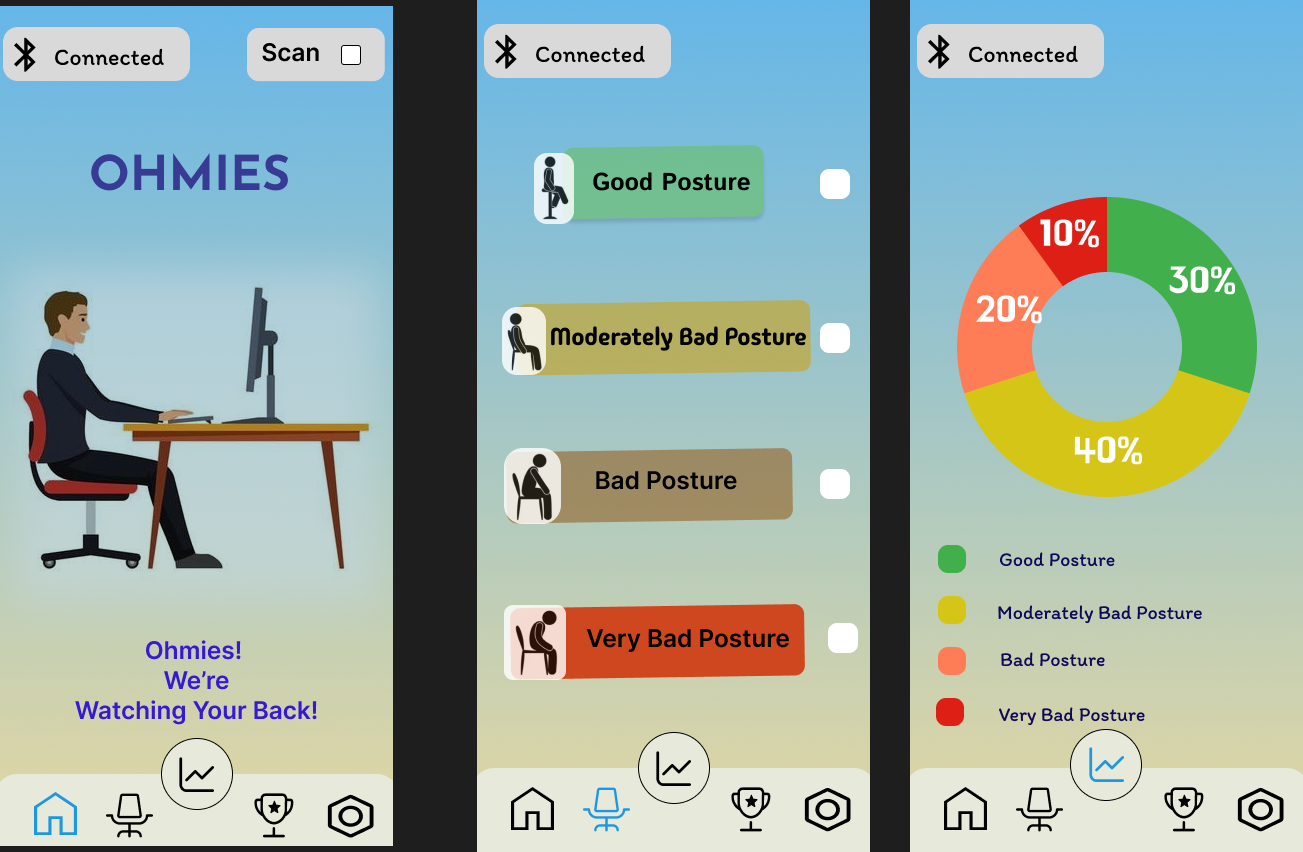 Connected
Scan
OHMIES
Ohmies!
We’re
Watching Your Back!
Connected
Good Posture
Moderately Bad Posture
Bad Posture
Very Bad Posture
Connected
10%
30%
20%
40%
Good Posture
Moderately Bad Posture
Bad Posture
Very Bad Posture